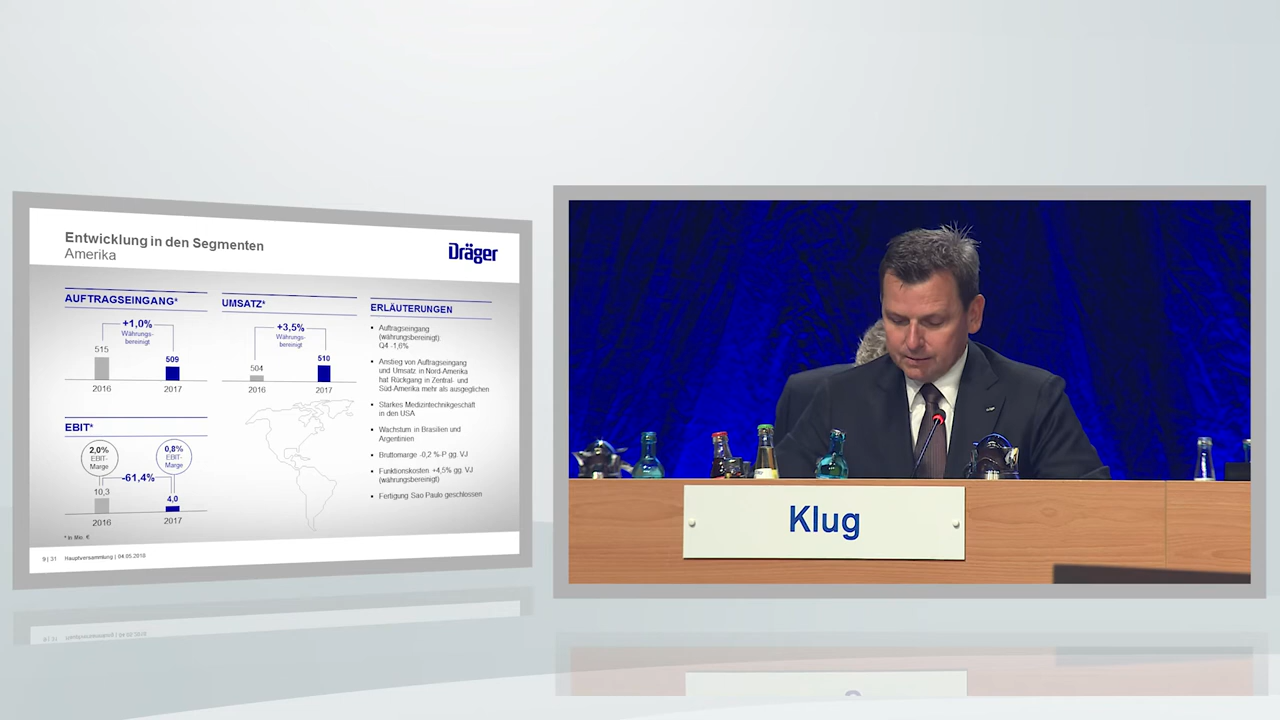 Entwicklung in den Segmenten
Amerika
Dräger
AUFTRAGSEINGANG*
+1,0%
Währungs-
bereinigt
515
509
2016
2017
UMSATZ*
+3,5%
Währungs-
bereinigt
504
510
2016
2017
EBIT*
2,0%
EBIT-
Marge
0,8%
EBIT-
Marge
-61,4%
10,3
4,0
2016
2017
* in Mio. €
ERLÄUTERUNGEN
▪ Auftragseingang
(währungsbereinigt):
Q4 -1,6%
▪ Anstieg von Auftragseingang
und Umsatz in Nord-Amerika
hat Rückgang in Zentral- und
Süd-Amerika mehr als ausgeglichen
▪ Starkes Medizintechnikgeschäft
in den USA
▪ Wachstum in Brasilien und
Argentinien
▪ Bruttomarge -0,2 %-P gg. VJ
▪ Funktionskosten +4,5% gg. VJ
(währungsbereinigt)
▪ Fertigung Sao Paulo geschlossen
9 | 31 Hauptversammlung | 04.05.2018
Klug